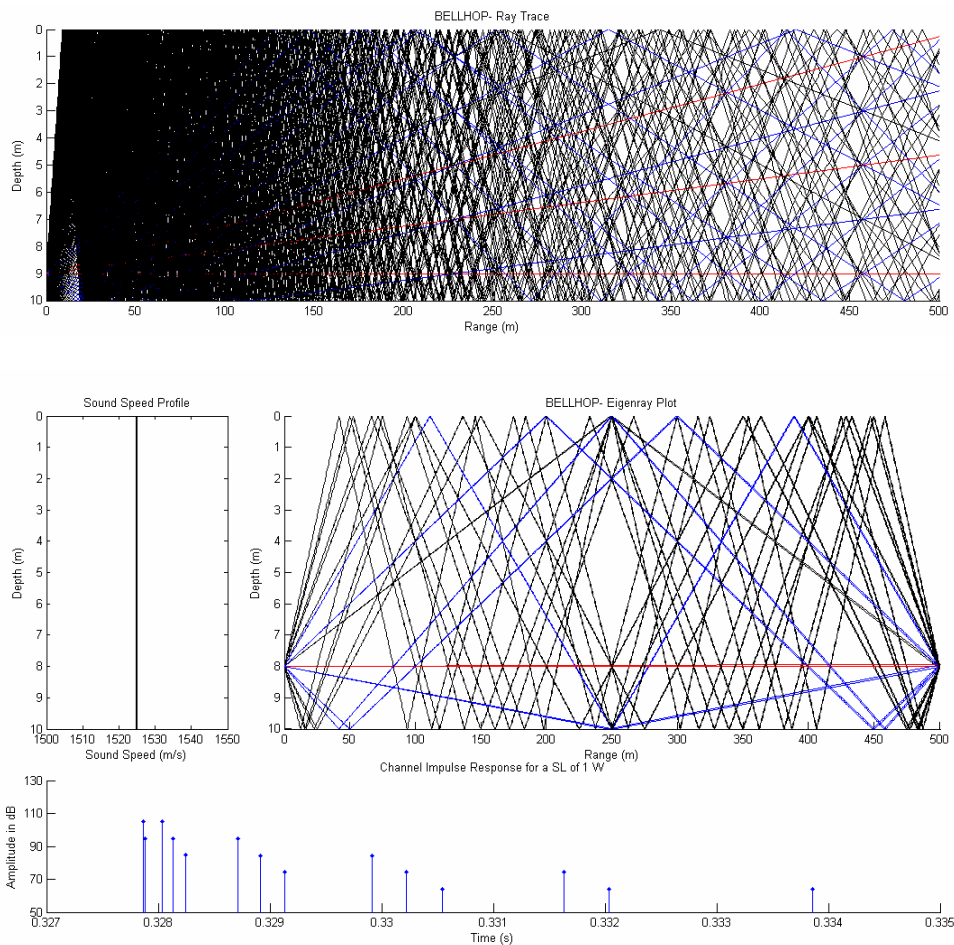 BELLHOP- Ray Trace
Depth (m)
0
1
2
3
4
5
6
7
8
9
10
0 50 100 150 200 250 300 350 400 450 500
Range (m)
Sound Speed Profile
Depth (m)
0
1
2
3
4
5
6
7
8
9
10
1500 1510 1520 1530 1540 1550
Sound Speed (m/s)
BELLHOP- Eigenray Plot
Depth (m)
0
1
2
3
4
5
6
7
8
9
10
0 50 100 150 200 250 300 350 400 450 500
Range (m)
Channel Impulse Response for a SL of 1 W
Amplitude in dB
130
110
90
70
50
0.327 0.328 0.329 0.33 0.331 0.332 0.333 0.334 0.335
Time (s)